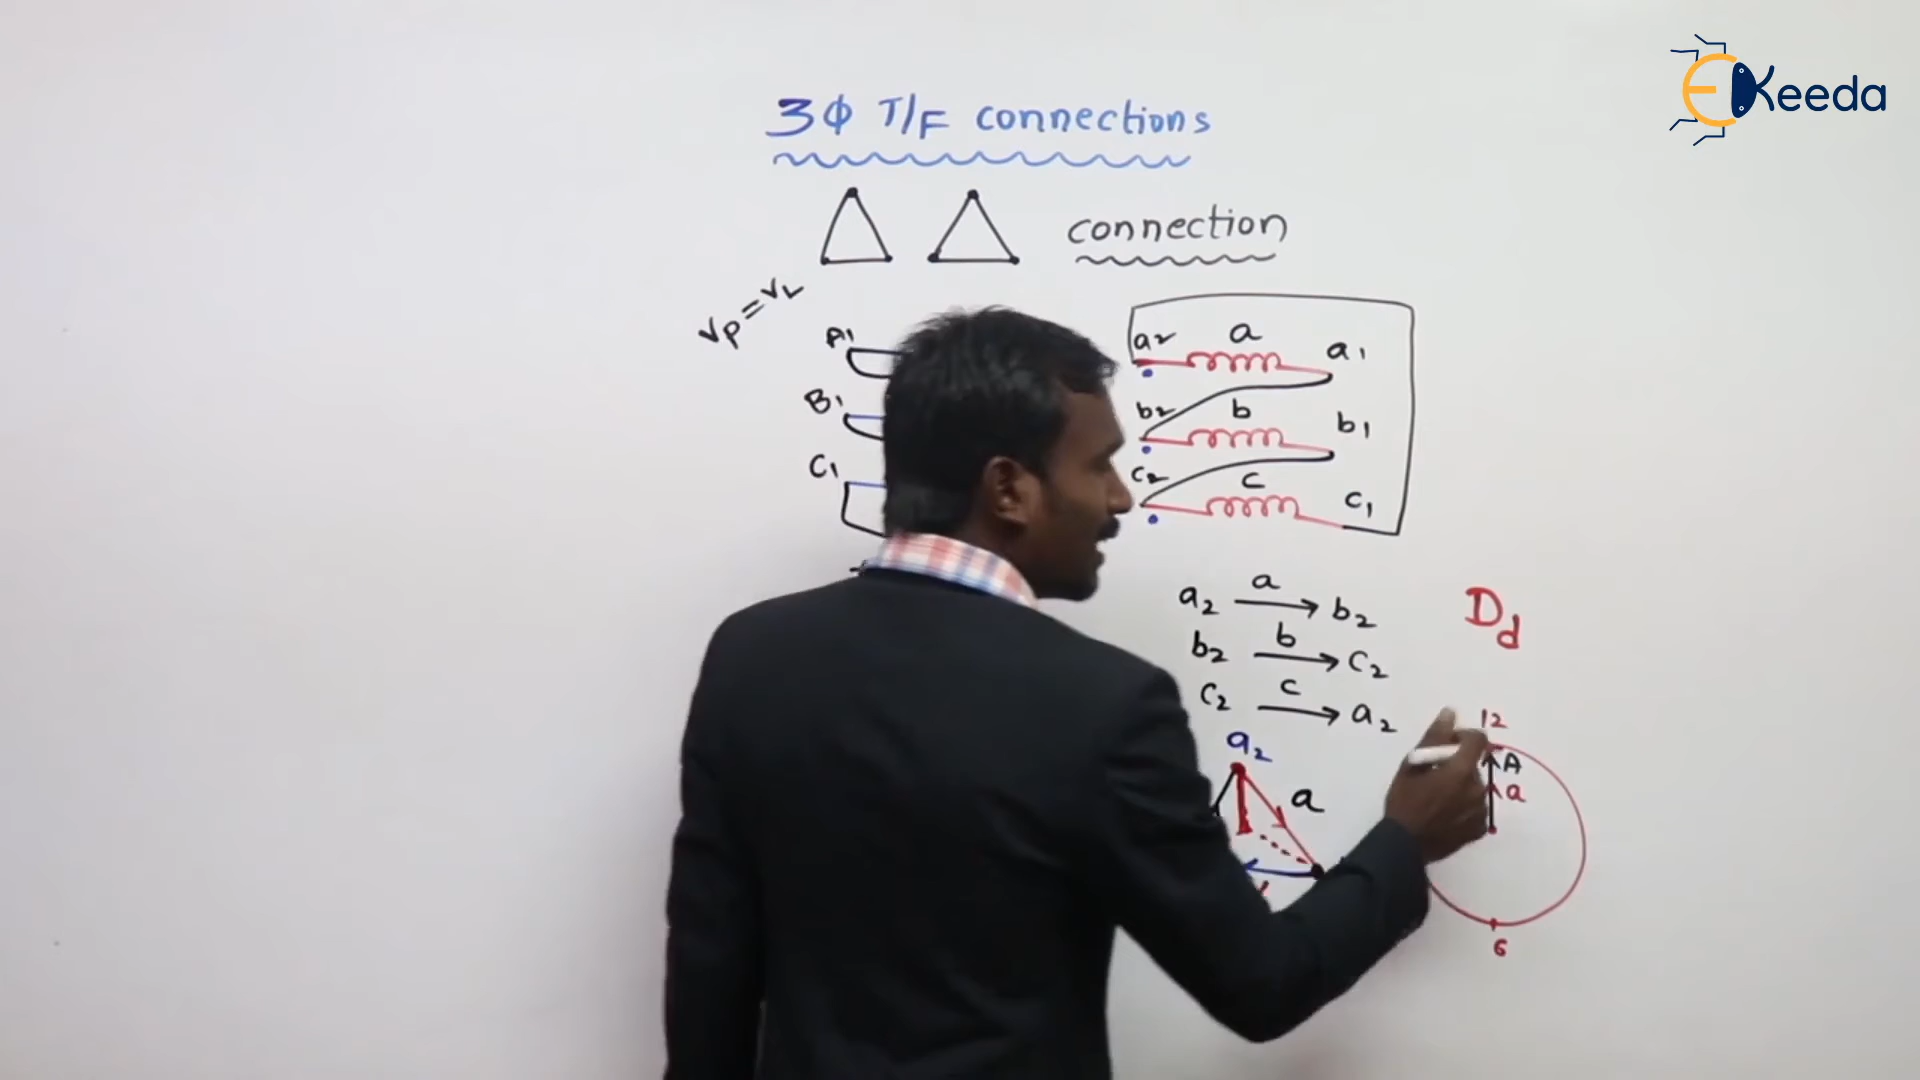 EKeeda
3Φ T/F connections
connection
VP = VL
A1
B1
C1
a2 a a1
b2 b b1
c2 c c1
a2 a → b2
b2 b → c2
c2 c → a2
Dd
a2
a
12
A
a
6